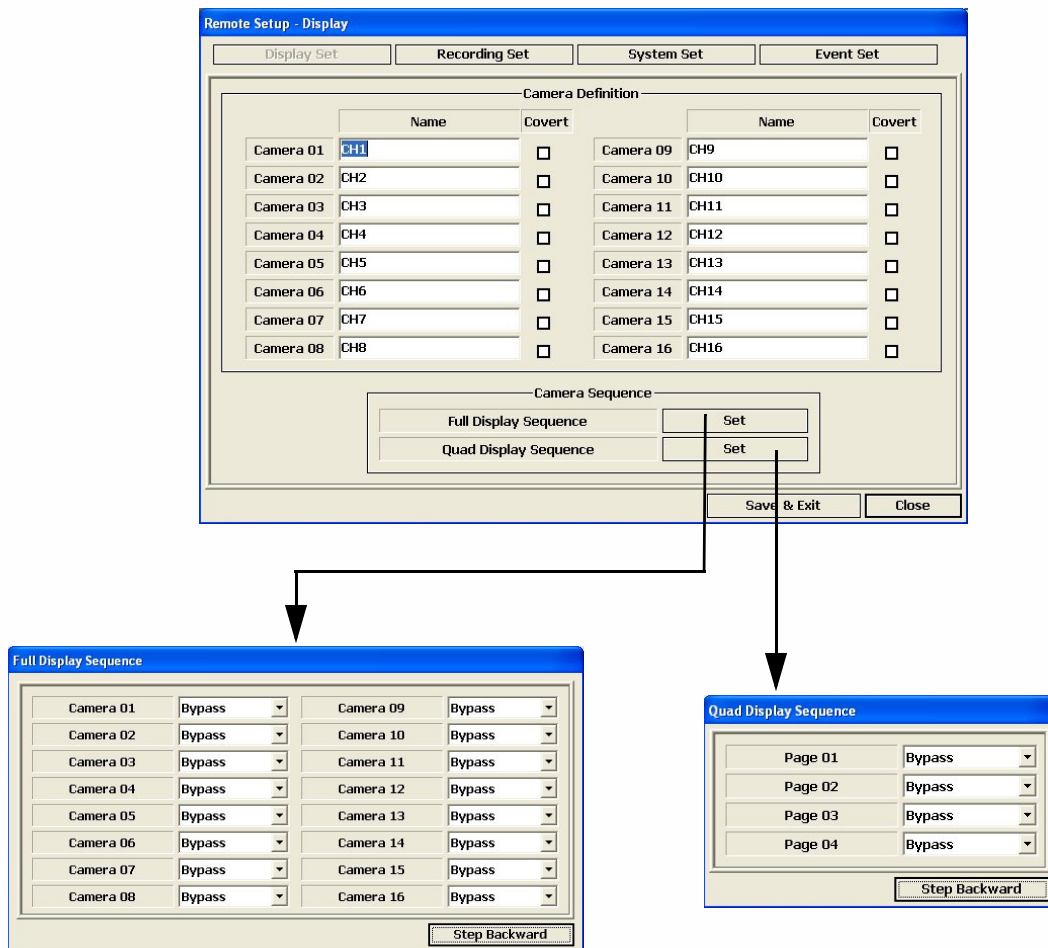 Remote Setup - Display
Display Set Recording Set System Set Event Set
Camera Definition
Name Covert Name Covert
Camera 01 CH1 Camera 09 CH9
Camera 02 CH2 Camera 10 CH10
Camera 03 CH3 Camera 11 CH11
Camera 04 CH4 Camera 12 CH12
Camera 05 CH5 Camera 13 CH13
Camera 06 CH6 Camera 14 CH14
Camera 07 CH7 Camera 15 CH15
Camera 08 CH8 Camera 16 CH16
Camera Sequence
Full Display Sequence Set
Quad Display Sequence Set
Save & Exit Close
Full Display Sequence
Camera 01 Bypass Camera 09 Bypass
Camera 02 Bypass Camera 10 Bypass
Camera 03 Bypass Camera 11 Bypass
Camera 04 Bypass Camera 12 Bypass
Camera 05 Bypass Camera 13 Bypass
Camera 06 Bypass Camera 14 Bypass
Camera 07 Bypass Camera 15 Bypass
Camera 08 Bypass Camera 16 Bypass
Step Backward
Quad Display Sequence
Page 01 Bypass
Page 02 Bypass
Page 03 Bypass
Page 04 Bypass
Step Backward